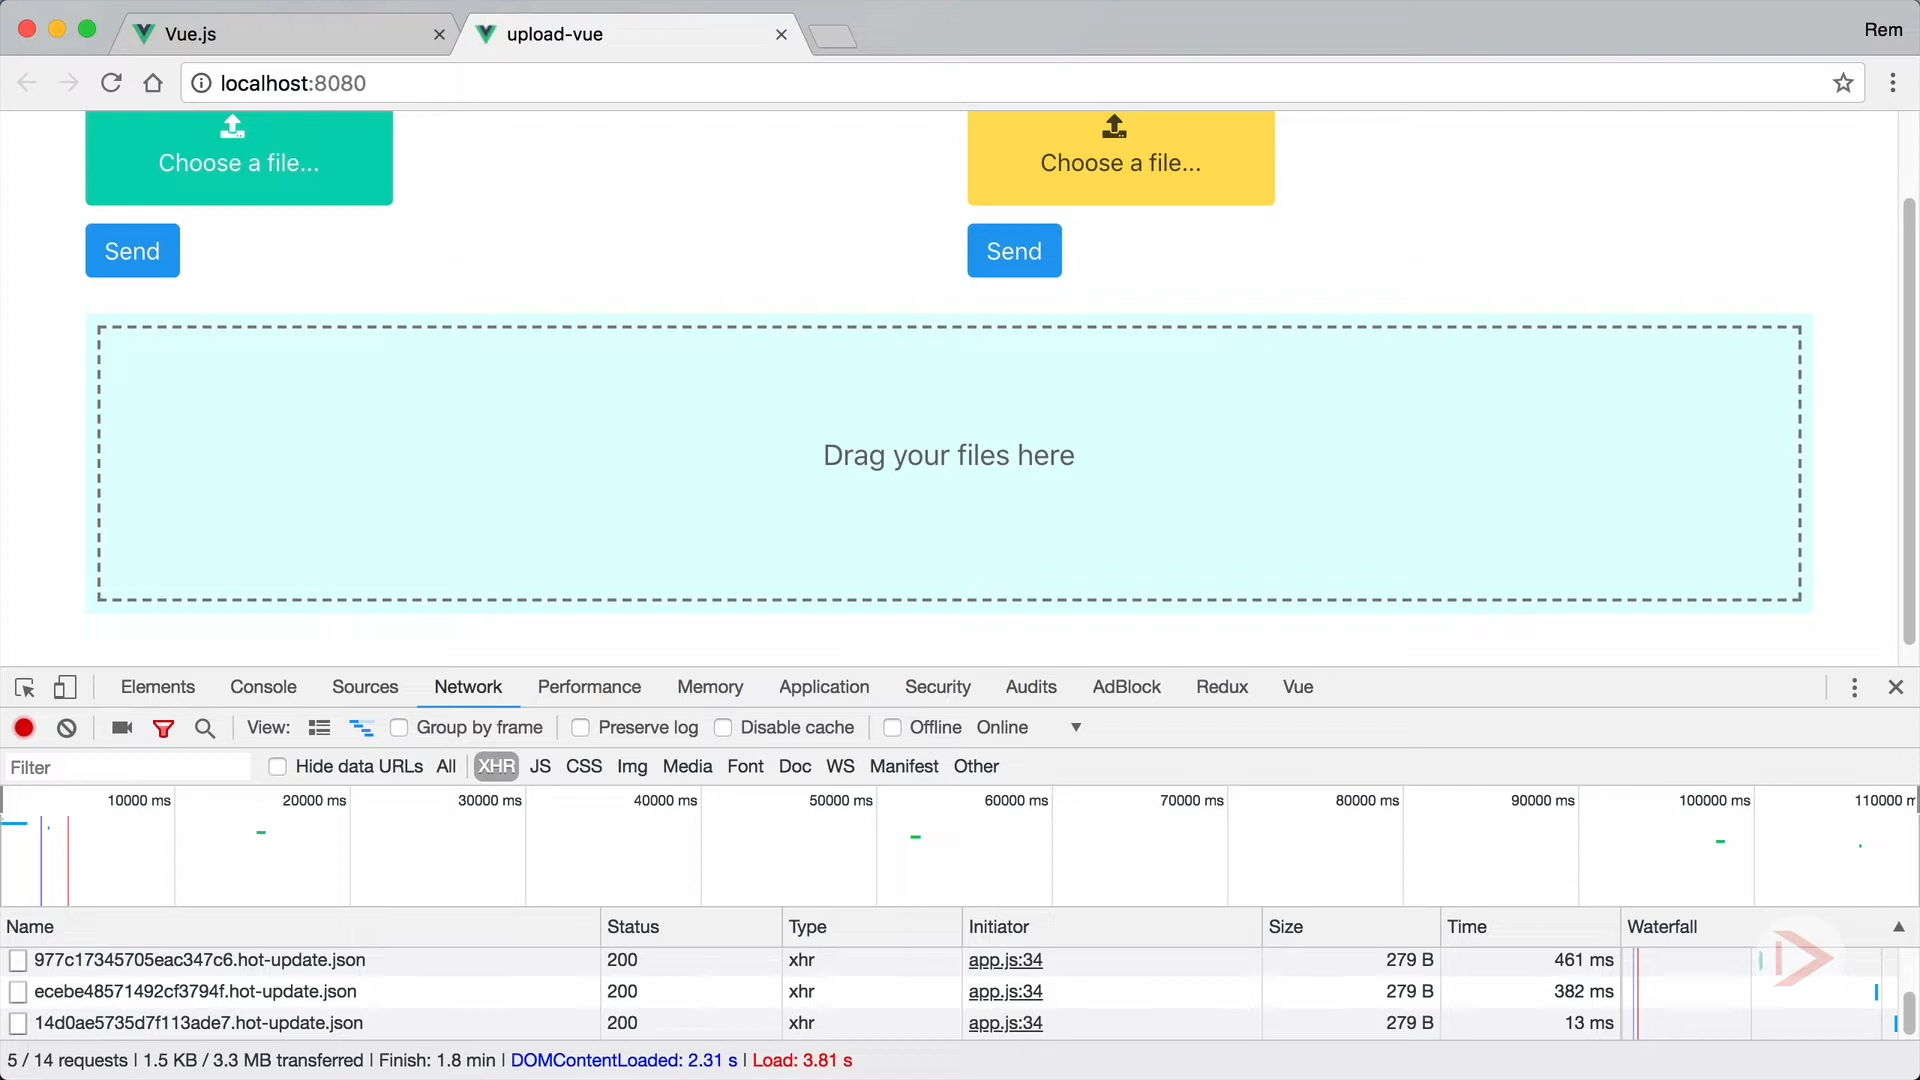 Vue.js
upload-vue
Rem
localhost:8080
Choose a file...
Choose a file...
Send
Send
Drag your files here
Elements Console Sources Network Performance Memory Application Security Audits AdBlock Redux Vue
View: Group by frame Preserve log Disable cache Offline Online
Filter Hide data URLs All XHR JS CSS Img Media Font Doc WS Manifest Other
10000 ms 20000 ms 30000 ms 40000 ms 50000 ms 60000 ms 70000 ms 80000 ms 90000 ms 100000 ms 110000 m
Name Status Type Initiator Size Time Waterfall
977c17345705eac347c6.hot-update.json 200 xhr app.js:34 279 B 461 ms
ecebe48571492cf3794f.hot-update.json 200 xhr app.js:34 279 B 382 ms
14d0ae5735d7f113ade7.hot-update.json 200 xhr app.js:34 279 B 13 ms
5 / 14 requests | 1.5 KB / 3.3 MB transferred | Finish: 1.8 min | DOMContentLoaded: 2.31 s | Load: 3.81 s